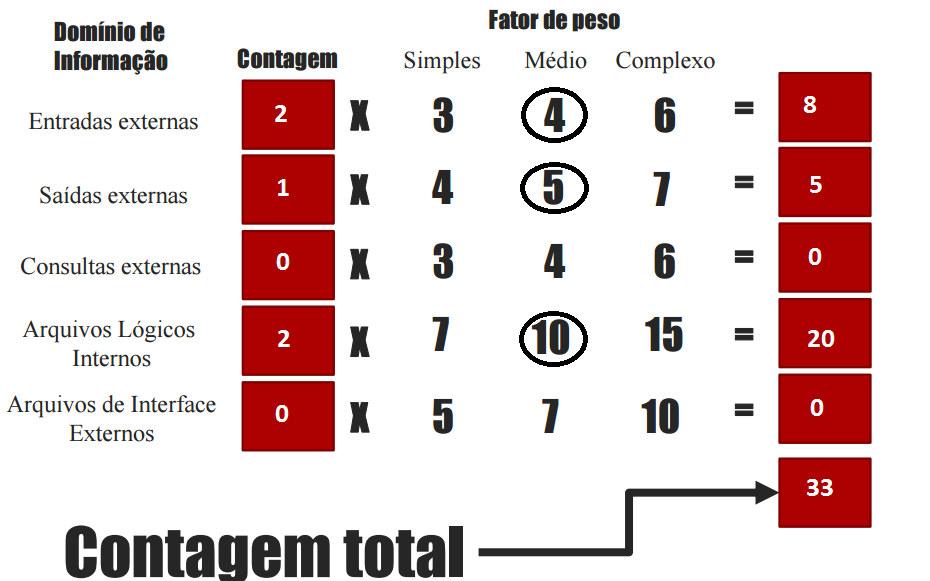 Fator de peso
Domínio de
Informação
Contagem
Simples Médio Complexo
Entradas externas 2 X 3 4 6 = 8
Saídas externas 1 X 4 5 7 = 5
Consultas externas 0 X 3 4 6 = 0
Arquivos Lógicos
Internos 2 X 7 10 15 = 20
Arquivos de Interface
Externos 0 X 5 7 10 = 0
33
Contagem total